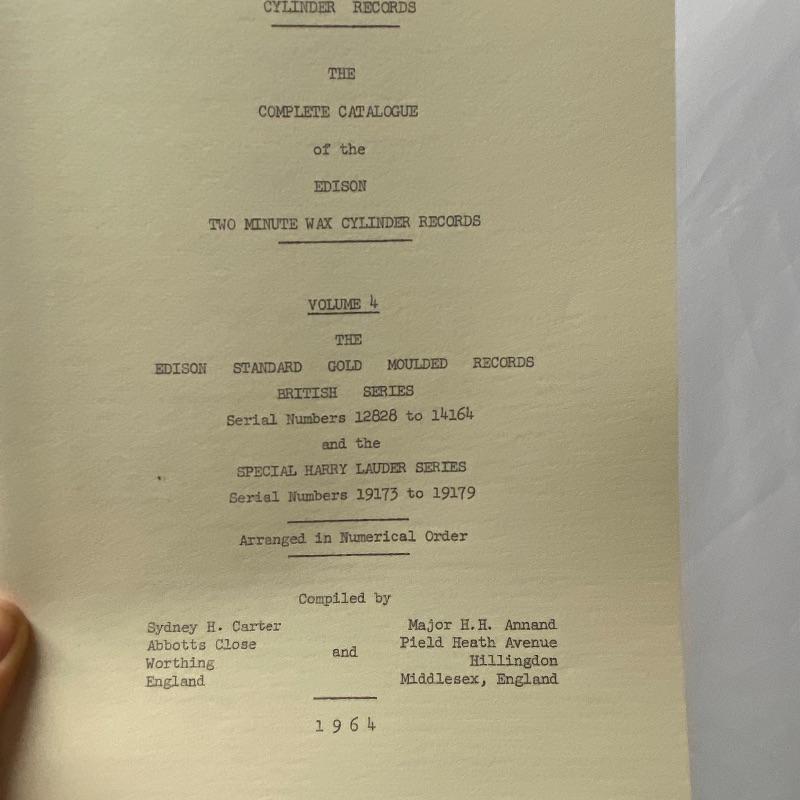 CYLINDER RECORDS
THE
COMPLETE CATALOGUE
of the
EDISON
TWO MINUTE WAX CYLINDER RECORDS
VOLUME 4
THE
EDISON STANDARD GOLD MOULDED RECORDS
BRITISH SERIES
Serial Numbers 12828 to 14164
and the
SPECIAL HARRY LAUDER SERIES
Serial Numbers 19173 to 19179
Arranged in Numerical Order
Compiled by
Sydney H. Carter
Abbotts Close
Worthing
England
and
Major H.H. Annand
Pield Heath Avenue
Hillingdon
Middlesex, England
1964